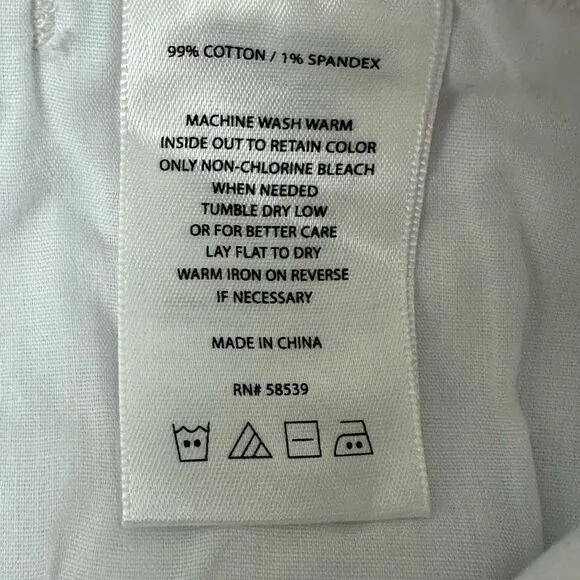 99% COTTON / 1% SPANDEX
MACHINE WASH WARM
INSIDE OUT TO RETAIN COLOR
ONLY NON-CHLORINE BLEACH
WHEN NEEDED
TUMBLE DRY LOW
OR FOR BETTER CARE
LAY FLAT TO DRY
WARM IRON ON REVERSE
IF NECESSARY
MADE IN CHINA
RN# 58539